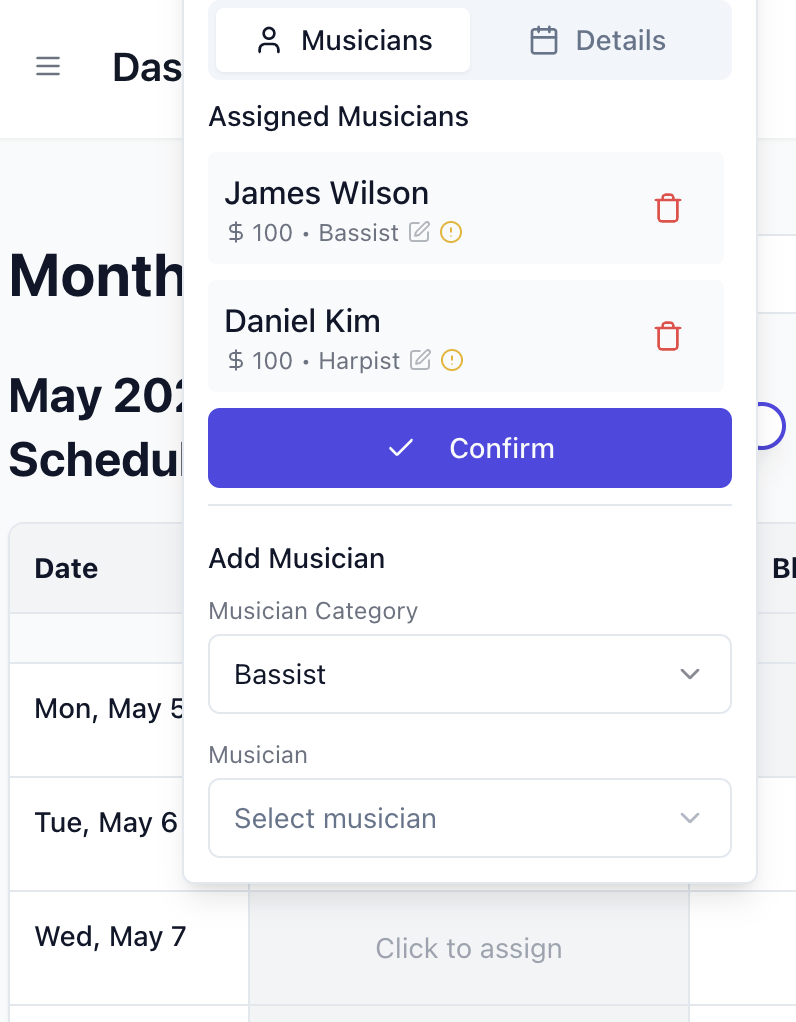 Musicians
Details
Das
Assigned Musicians
James Wilson
$ 100 • Bassist
Daniel Kim
$ 100 • Harpist
Confirm
Add Musician
Musician Category
Bassist
Musician
Select musician
Month
May 202
Schedul
Date
Bl
Mon, May 5
Tue, May 6
Wed, May 7
Click to assign